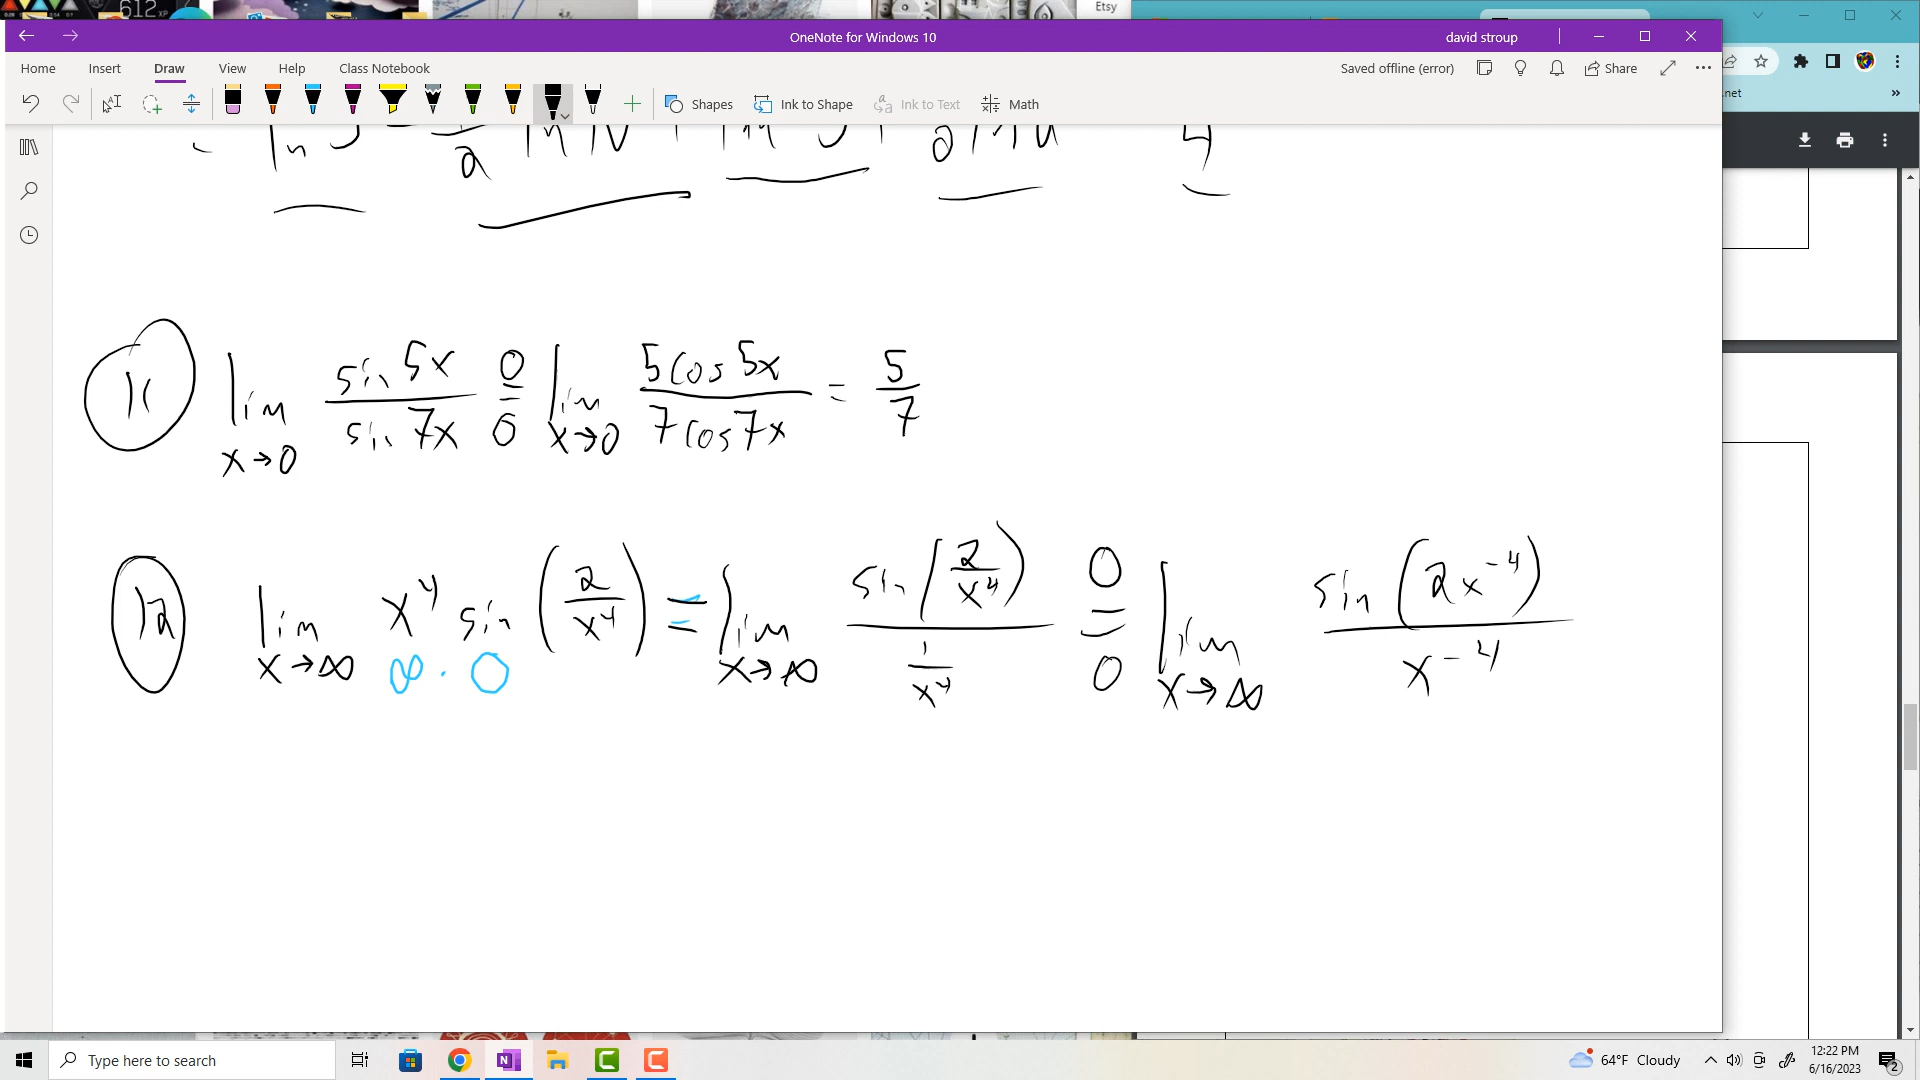 612 XP
Etsy
OneNote for Windows 10
david stroup
Home Insert Draw View Help Class Notebook
Saved offline (error) Share
.net »
Shapes Ink to Shape Ink to Text Math
11 lim x→0 sin 5x / sin 7x 0 = 0 lim x→0 5 cos 5x / 7 cos 7x = 5/7
12 lim x→∞ x⁴ sin (2/x⁴) = lim x→∞ sin (2/x⁴) / (1/x⁴) 0 = 0 lim x→∞ sin (2x⁻⁴) / x⁻⁴
∞ · 0
Type here to search
64°F Cloudy
12:22 PM
6/16/2023
2